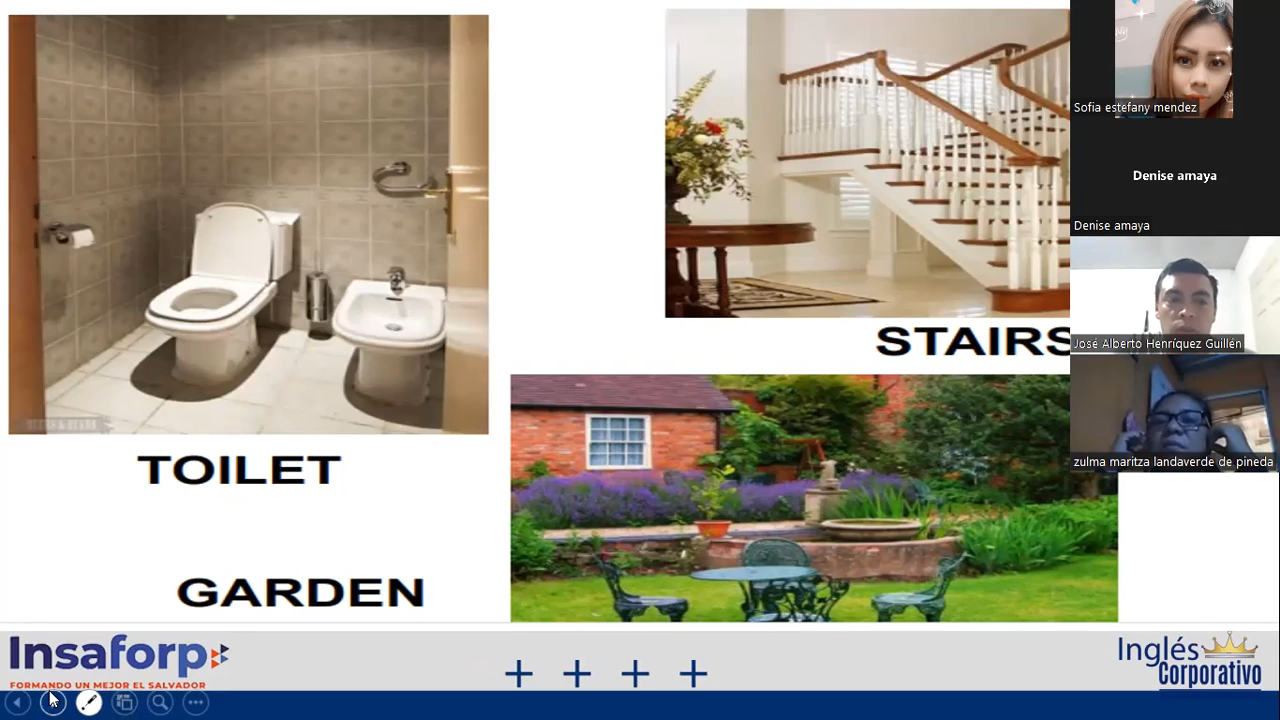 STAIRS
TOILET
GARDEN
Sofia estefany mendez
Denise amaya
Denise amaya
José Alberto Henríquez Guillén
zulma maritza landaverde de pineda
Insaforp
FORMANDO UN MEJOR EL SALVADOR
Inglés
Corporativo